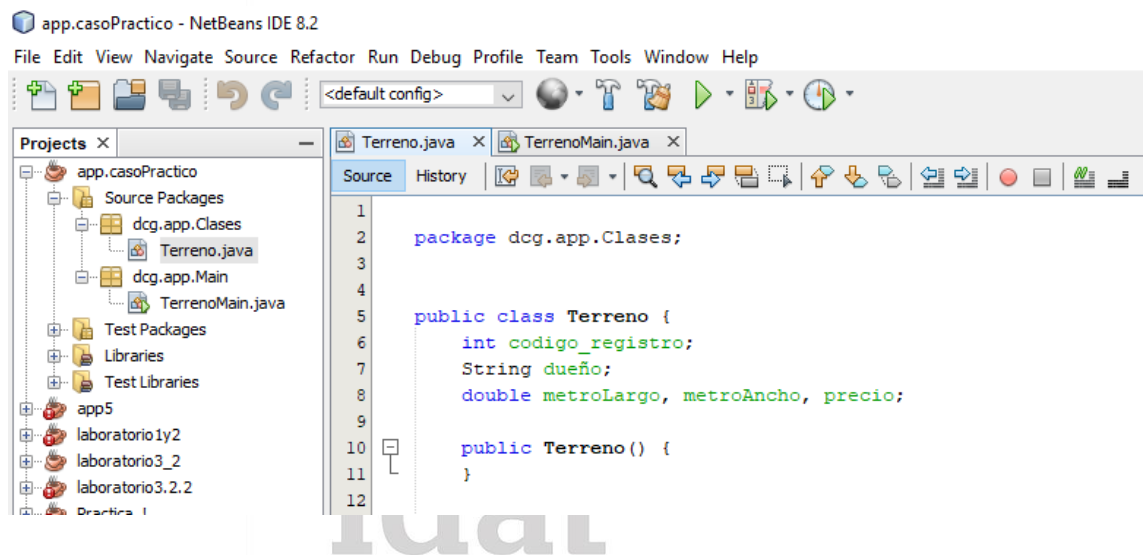 app.casoPractico - NetBeans IDE 8.2
File Edit View Navigate Source Refactor Run Debug Profile Team Tools Window Help
<default config>
Projects
Terreno.java TerrenoMain.java
Source History
app.casoPractico
Source Packages
dcg.app.Clases
Terreno.java
dcg.app.Main
TerrenoMain.java
Test Packages
Libraries
Test Libraries
app5
laboratorio1y2
laboratorio3_2
laboratorio3.2.2
1
2 package dcg.app.Clases;
3
4
5 public class Terreno {
6 int codigo_registro;
7 String dueño;
8 double metroLargo, metroAncho, precio;
9
10 public Terreno() {
11 }
12